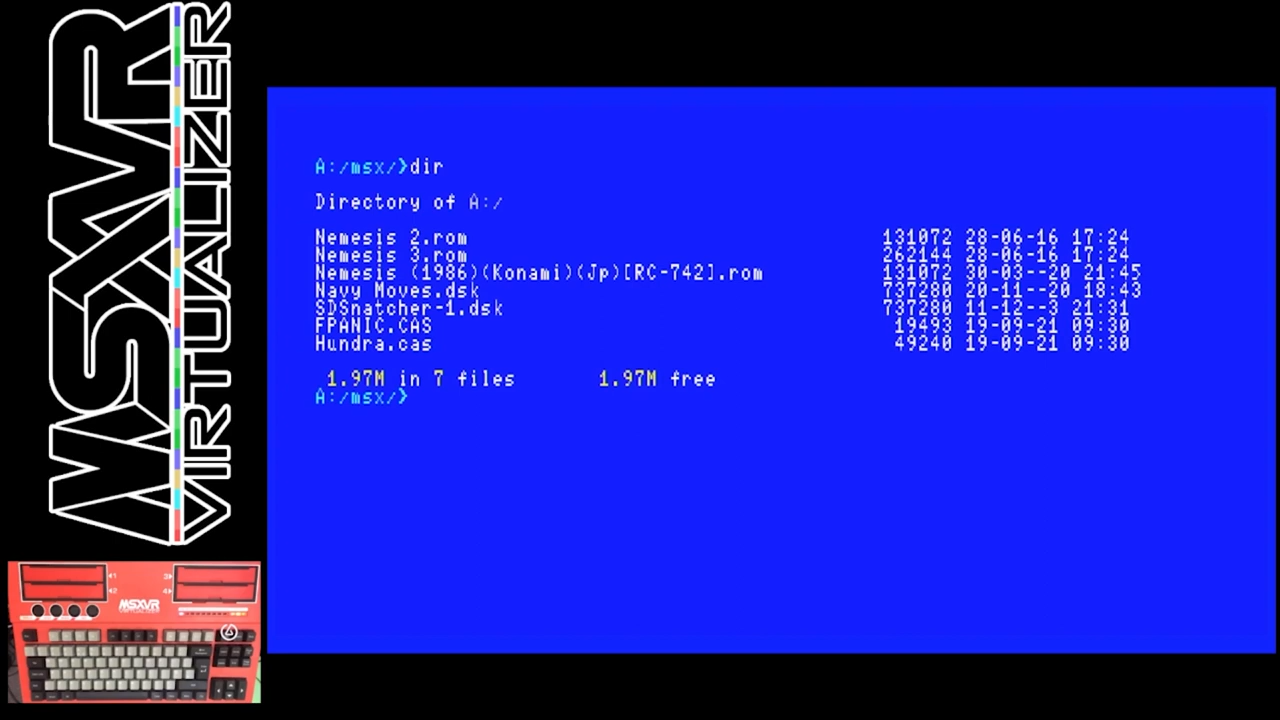 MSXVR
VIRTUALIZER
A:/msx/>dir
Directory of A:/
Nemesis 2.rom 131072 28-06-16 17:24
Nemesis 3.rom 262144 28-06-16 17:24
Nemesis (1986)(Konami)(Jp)[RC-742].rom 131072 30-03--20 21:45
Navy Moves.dsk 737280 20-11--20 18:43
SDSnatcher-1.dsk 737280 11-12--3 21:31
FPANIC.CAS 19493 19-09-21 09:30
Hundra.cas 49240 19-09-21 09:30
1.97M in 7 files 1.97M free
A:/msx/>
1
3
2
4
MSXVR